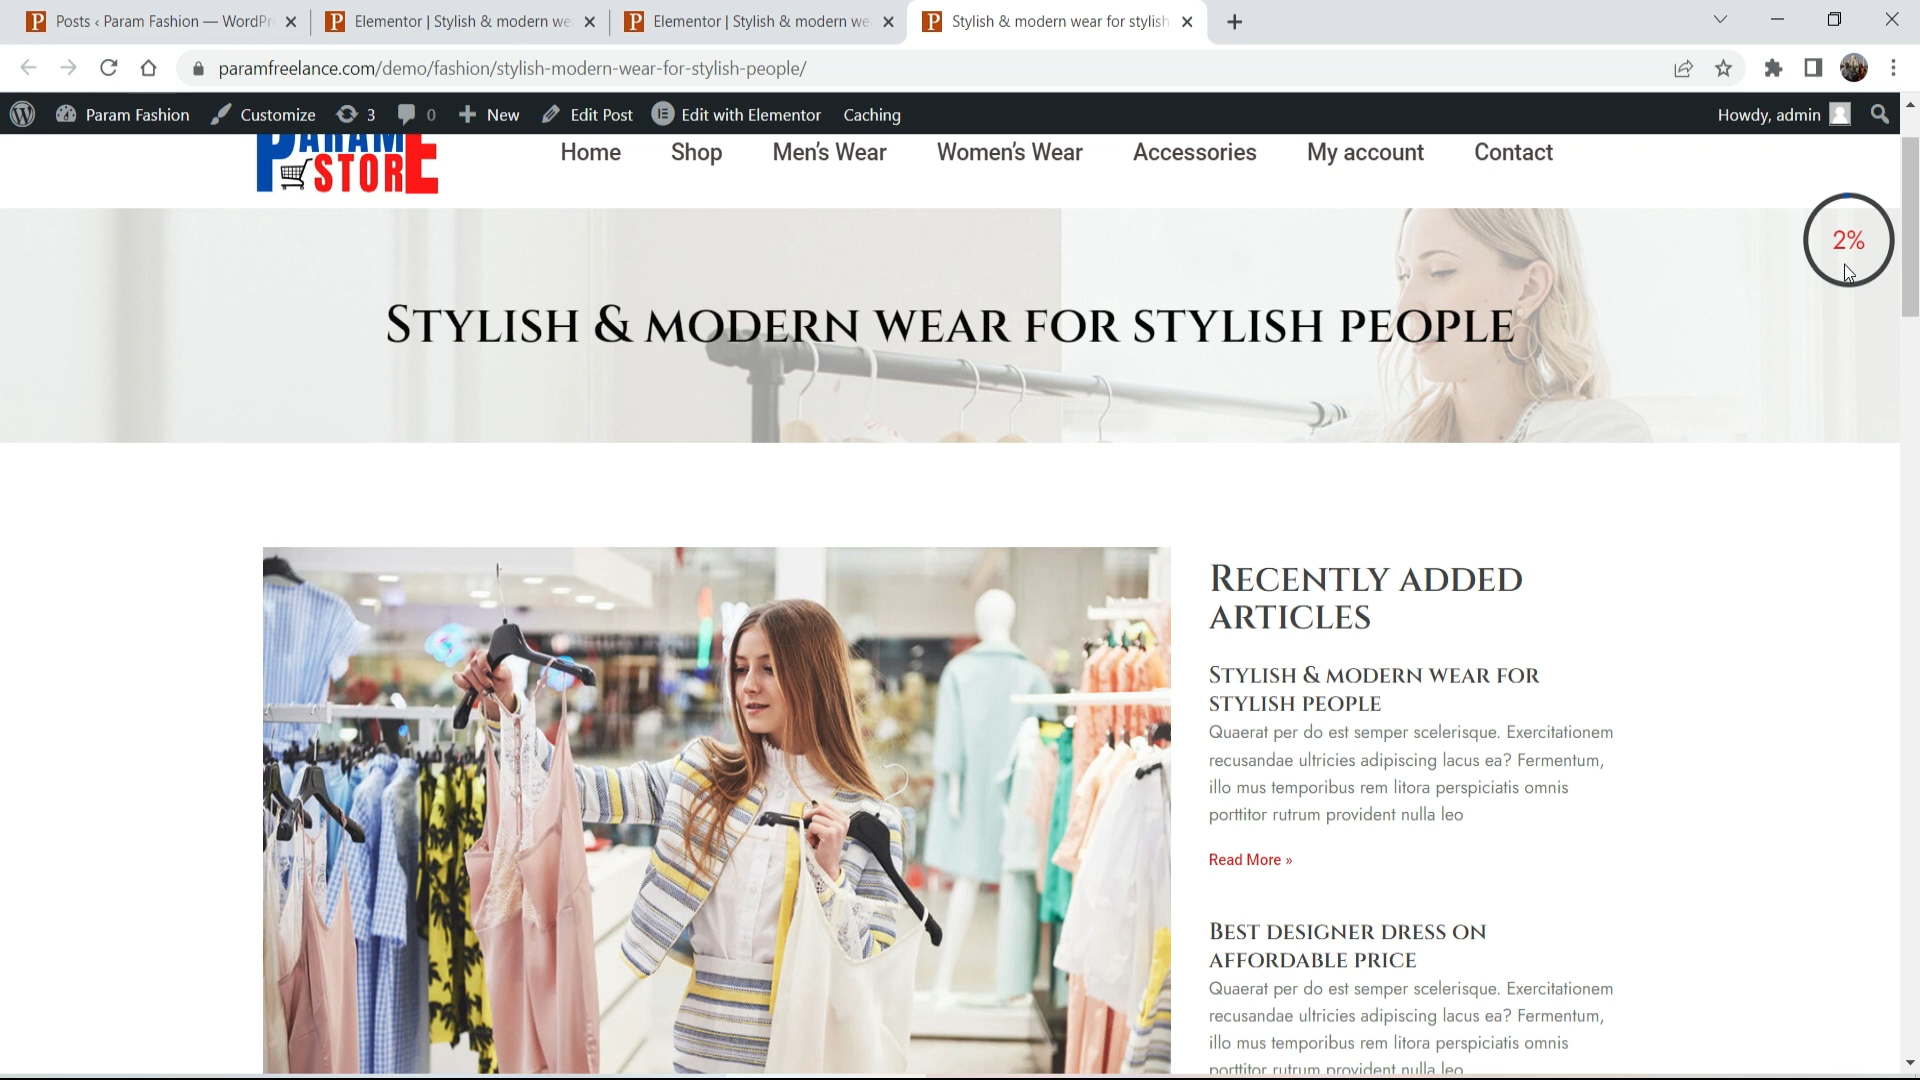 Posts ‹ Param Fashion — WordPr
Elementor | Stylish & modern we
Elementor | Stylish & modern we
Stylish & modern wear for stylish
paramfreelance.com/demo/fashion/stylish-modern-wear-for-stylish-people/
Param Fashion
Customize
3
0
New
Edit Post
Edit with Elementor
Caching
Howdy, admin
PARAM
STORE
Home
Shop
Men's Wear
Women's Wear
Accessories
My account
Contact
2%
Stylish & modern wear for stylish people
Recently added
articles
Stylish & modern wear for
stylish people
Quaerat per do est semper scelerisque. Exercitationem
recusandae ultricies adipiscing lacus ea? Fermentum,
illo mus temporibus rem litora perspiciatis omnis
porttitor rutrum provident nulla leo
Read More »
Best designer dress on
affordable price
Quaerat per do est semper scelerisque. Exercitationem
recusandae ultricies adipiscing lacus ea? Fermentum,
illo mus temporibus rem litora perspiciatis omnis
porttitor rutrum provident nulla leo